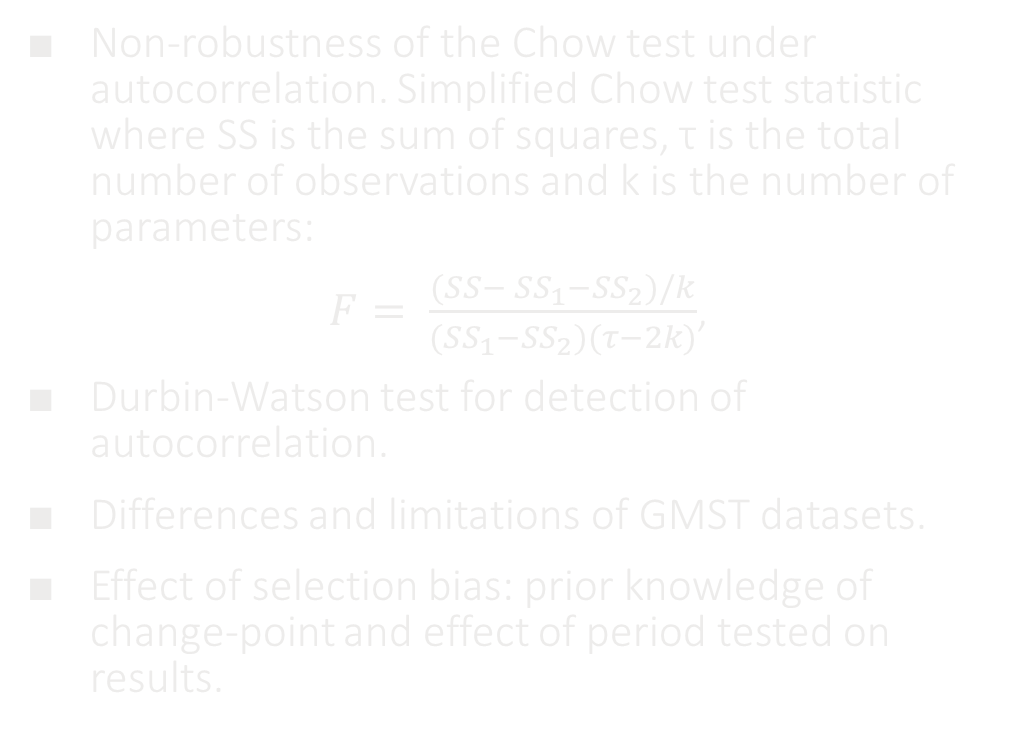 ■ Non-robustness of the Chow test under
autocorrelation. Simplified Chow test statistic
where SS is the sum of squares, τ is the total
number of observations and k is the number of
parameters:
F = (SS− SS₁−SS₂)/k / (SS₁−SS₂)(τ−2k),
■ Durbin-Watson test for detection of
autocorrelation.
■ Differences and limitations of GMST datasets.
■ Effect of selection bias: prior knowledge of
change-point and effect of period tested on
results.